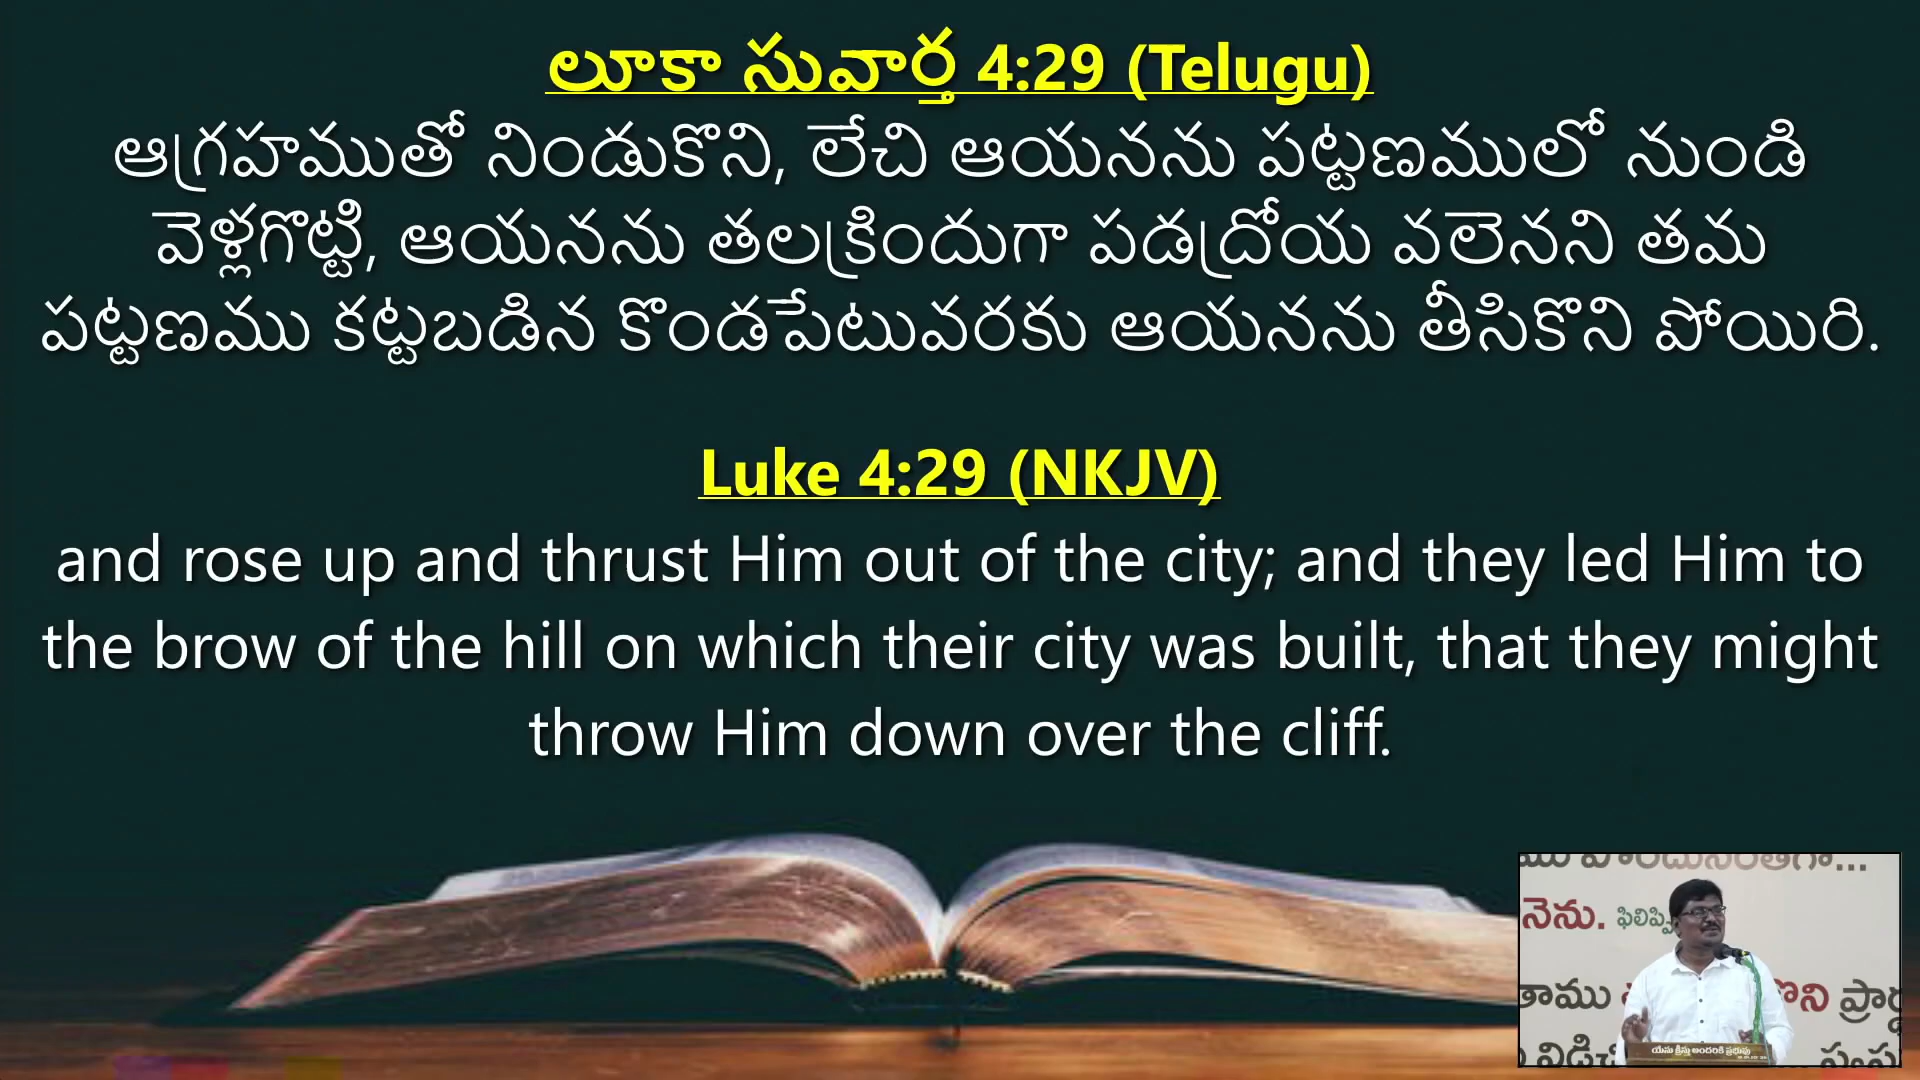 లూకా సువార్త 4:29 (Telugu)
ఆగ్రహముతో నిండుకొని, లేచి ఆయనను పట్టణములో నుండి
వెళ్లగొట్టి, ఆయనను తలక్రిందుగా పడద్రోయ వలెనని తమ
పట్టణము కట్టబడిన కొండపేటువరకు ఆయనను తీసికొని పోయిరి.
Luke 4:29 (NKJV)
and rose up and thrust Him out of the city; and they led Him to
the brow of the hill on which their city was built, that they might
throw Him down over the cliff.
నెను.
తాము
విడిచి
యేసు క్రీస్తు అందరికి ప్రభువు